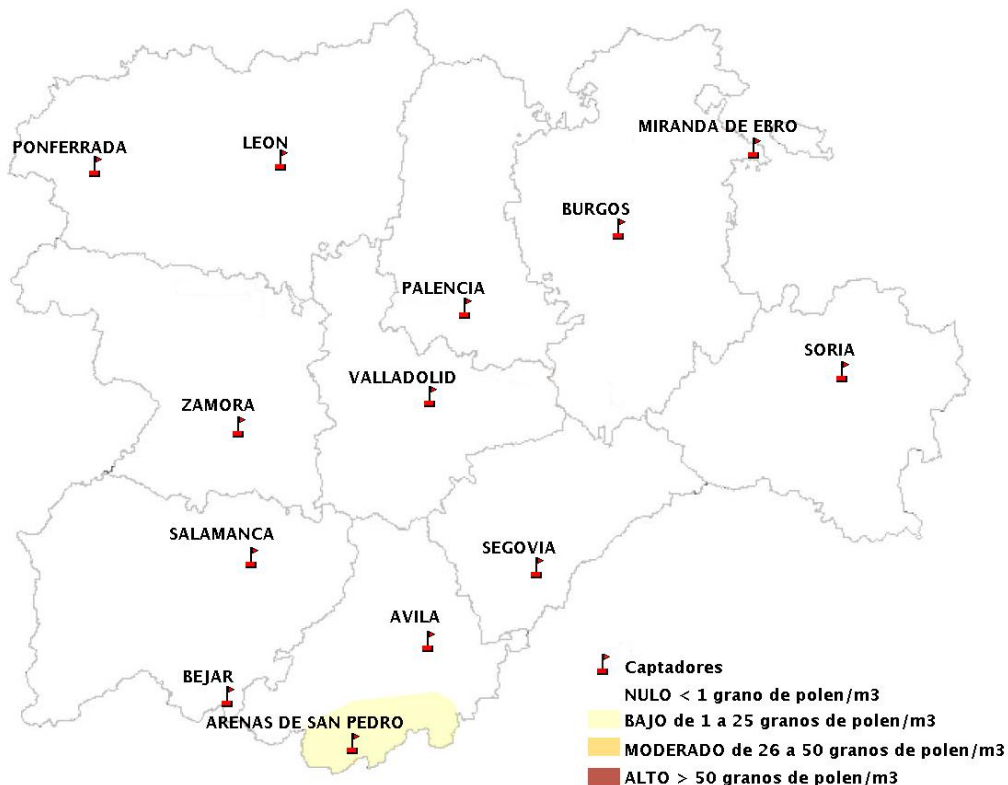 MIRANDA DE EBRO
PONFERRADA
LEON
BURGOS
PALENCIA
SORIA
VALLADOLID
ZAMORA
SALAMANCA
SEGOVIA
AVILA
BEJAR
ARENAS DE SAN PEDRO
Captadores
NULO < 1 grano de polen/m3
BAJO de 1 a 25 granos de polen/m3
MODERADO de 26 a 50 granos de polen/m3
ALTO > 50 granos de polen/m3